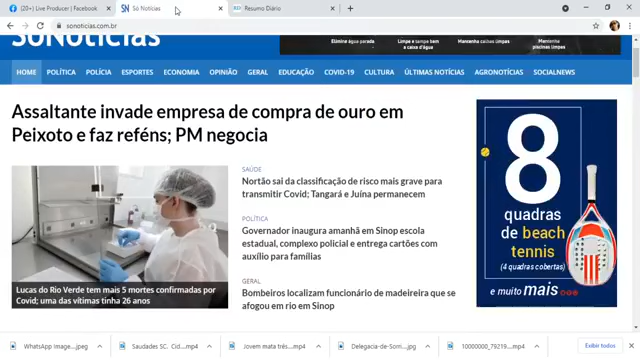 (20+) Live Producer | Facebook
Só Notícias
Resumo Diário
sonoticias.com.br
SóNotícias
Elimina água parada
Limpe e tampe bem a caixa d'água
Mantenha calhas limpas
Mantenha piscinas limpas
HOME POLÍTICA POLÍCIA ESPORTES ECONOMIA OPINIÃO GERAL EDUCAÇÃO COVID-19 CULTURA ÚLTIMAS NOTÍCIAS AGRONOTÍCIAS SOCIALNEWS
Assaltante invade empresa de compra de ouro em
Peixoto e faz reféns; PM negocia
Lucas do Rio Verde tem mais 5 mortes confirmadas por
Covid; uma das vítimas tinha 26 anos
SAÚDE
Nortão sai da classificação de risco mais grave para
transmitir Covid; Tangará e Juína permanecem
POLÍTICA
Governador inaugura amanhã em Sinop escola
estadual, complexo policial e entrega cartões com
auxílio para famílias
GERAL
Bombeiros localizam funcionário de madeireira que se
afogou em rio em Sinop
8
quadras
de beach
tennis
(4 quadras cobertas)
e muito mais
WhatsApp Image....jpeg
Saudades SC. Cid....mp4
Jovem mata três....mp4
Delegacia-de-Som....jpg
10000000_79219....mp4
Exibir todos